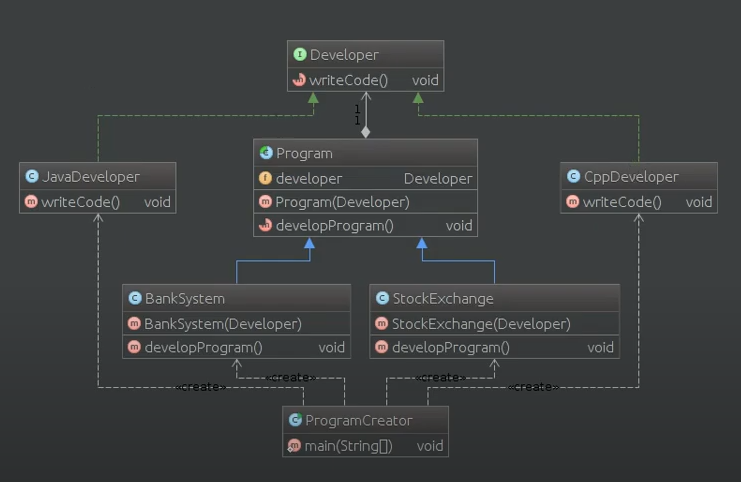 I Developer
m writeCode() void
1
1
C Program
f developer Developer
m Program(Developer)
m developProgram() void
C JavaDeveloper
m writeCode() void
C CppDeveloper
m writeCode() void
C BankSystem
m BankSystem(Developer)
m developProgram() void
C StockExchange
m StockExchange(Developer)
m developProgram() void
«create»
«create»
«create»
«create»
C ProgramCreator
m main(String[]) void